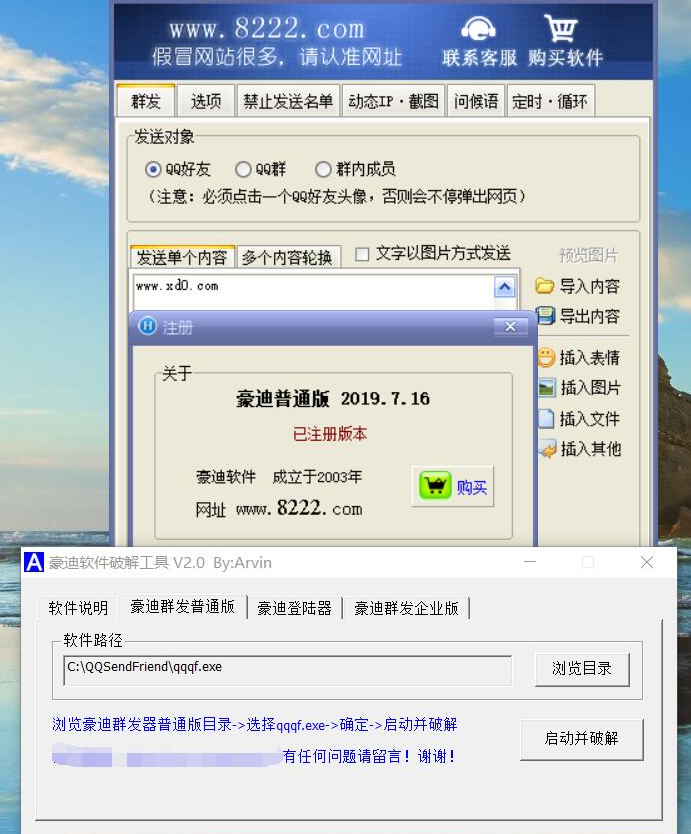 www.8222.com
假冒网站很多，请认准网址
联系客服 购买软件
群发 选项 禁止发送名单 动态IP·截图 问候语 定时·循环
发送对象
QQ好友 QQ群 群内成员
（注意：必须点击一个QQ好友头像，否则会不停弹出网页）
发送单个内容 多个内容轮换 文字以图片方式发送 预览图片
www.xd0.com
导入内容
导出内容
插入表情
插入图片
插入文件
插入其他
H 注册
关于
豪迪普通版 2019.7.16
已注册版本
豪迪软件 成立于2003年
网址 www.8222.com
购买
A 豪迪软件破解工具 V2.0 By:Arvin
软件说明 豪迪群发普通版 豪迪登陆器 豪迪群发企业版
软件路径
C:\QQSendFriend\qqqf.exe
浏览目录
浏览豪迪群发器普通版目录->选择qqqf.exe->确定->启动并破解
启动并破解
有任何问题请留言！谢谢！